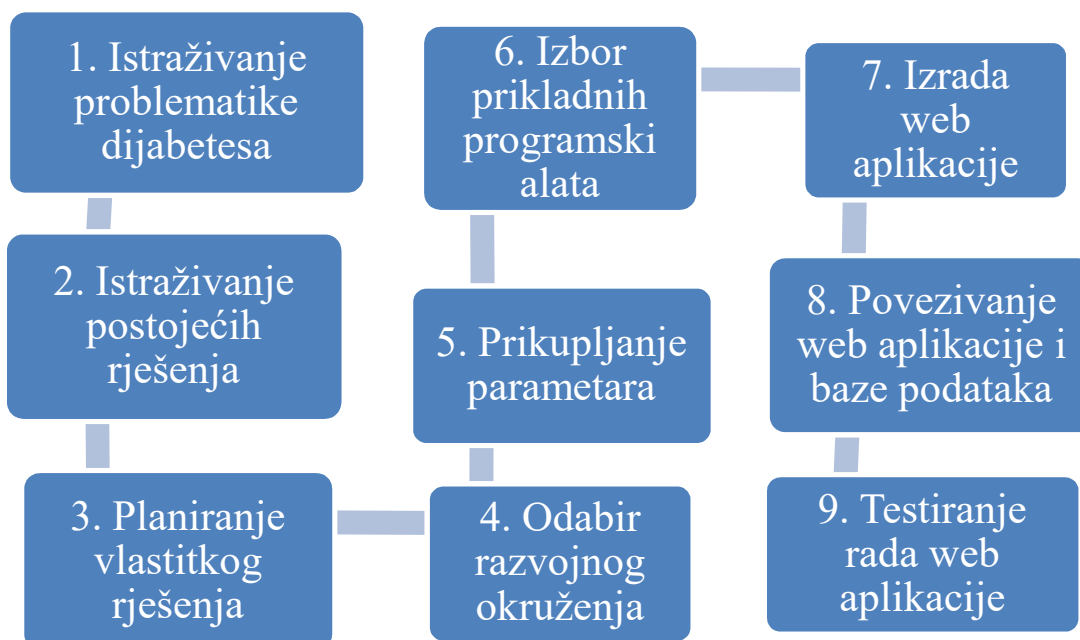 1. Istraživanje
problematike
dijabetesa
2. Istraživanje
postojećih
rješenja
3. Planiranje
vlastitkog
rješenja
4. Odabir
razvojnog
okruženja
5. Prikupljanje
parametara
6. Izbor
prikladnih
programski
alata
7. Izrada
web
aplikacije
8. Povezivanje
web aplikacije i
baze podataka
9. Testiranje
rada web
aplikacije